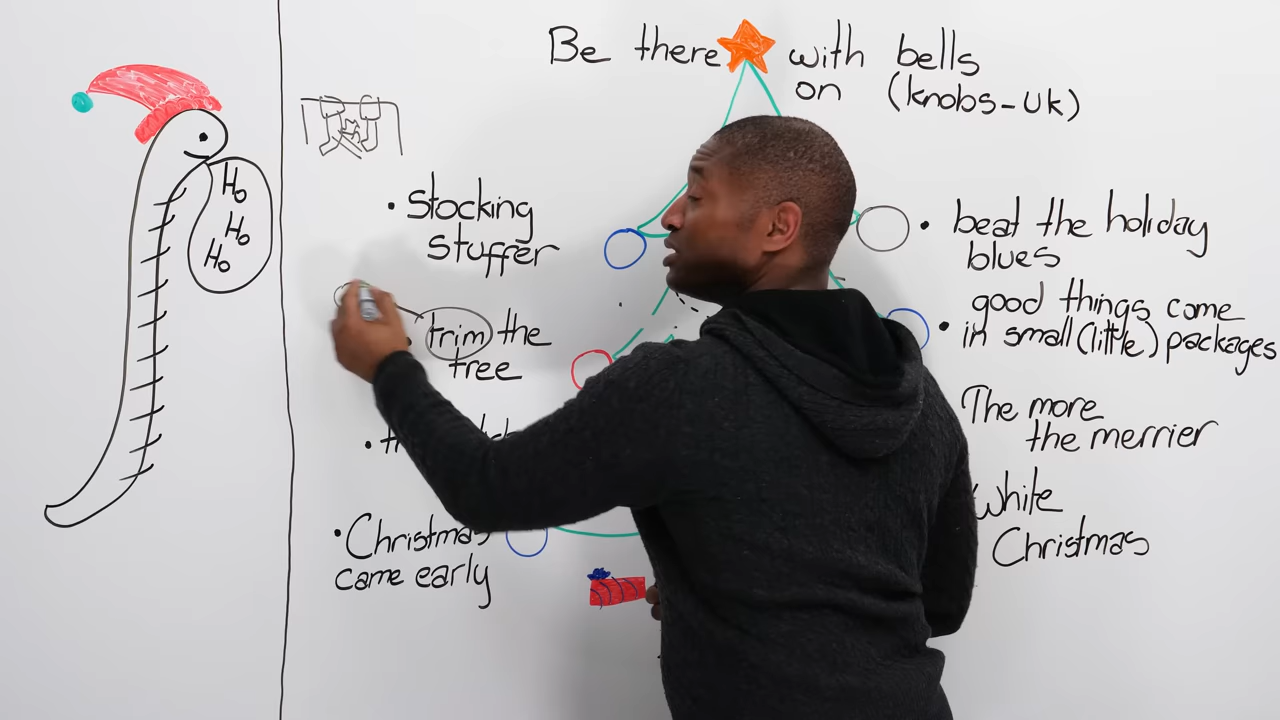 Be there with bells
on (knobs-UK)
Ho
Ho
Ho
• stocking
stuffer
trim the
tree
•
• Christmas
came early
• beat the holiday
blues
good things come
• in small (little) packages
The more
the merrier
white
Christmas